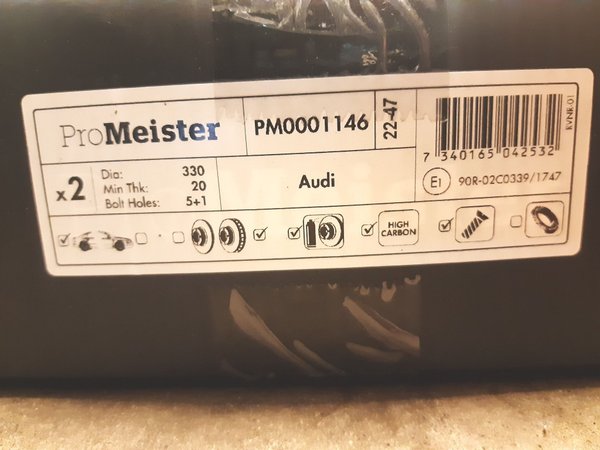 ProMeister
PM0001146
22-47
x2
Dia: 330
Min Thk: 20
Bolt Holes: 5+1
Audi
7 340165 042532
RVNR-01
E1 90R-02C0339/1747
HIGH
CARBON